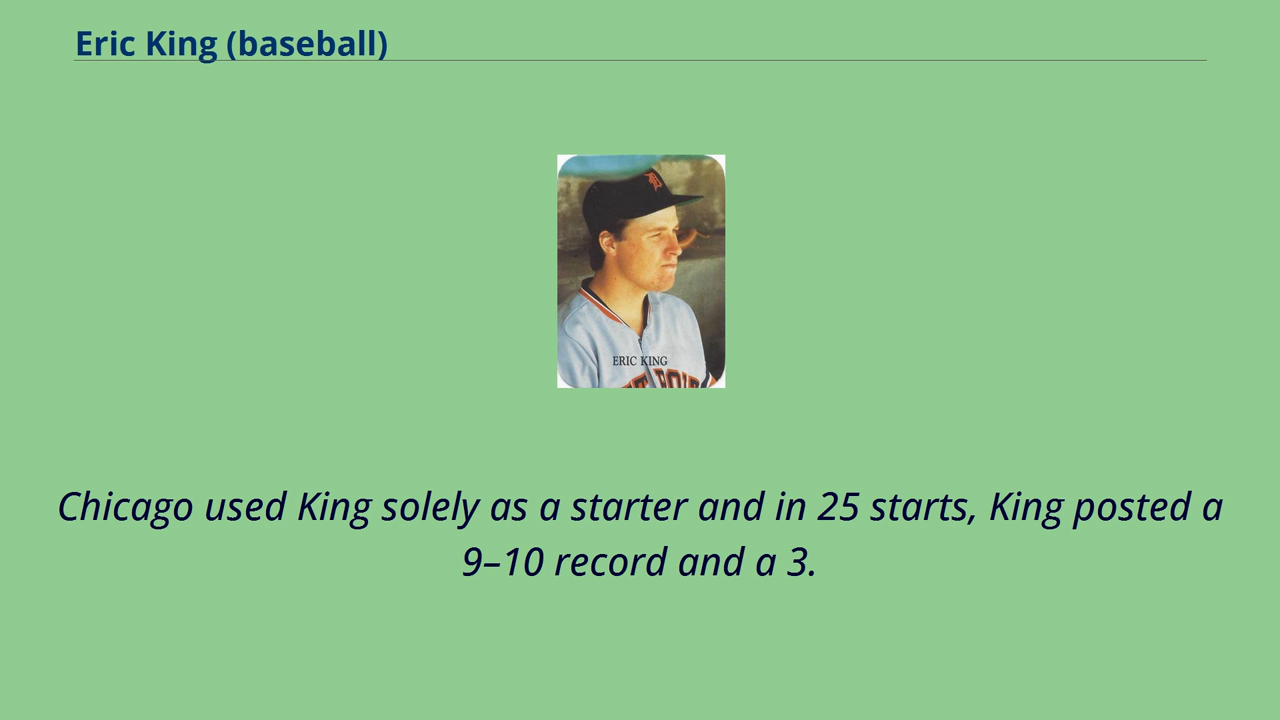 Eric King (baseball)
ERIC KING
Chicago used King solely as a starter and in 25 starts, King posted a
9–10 record and a 3.